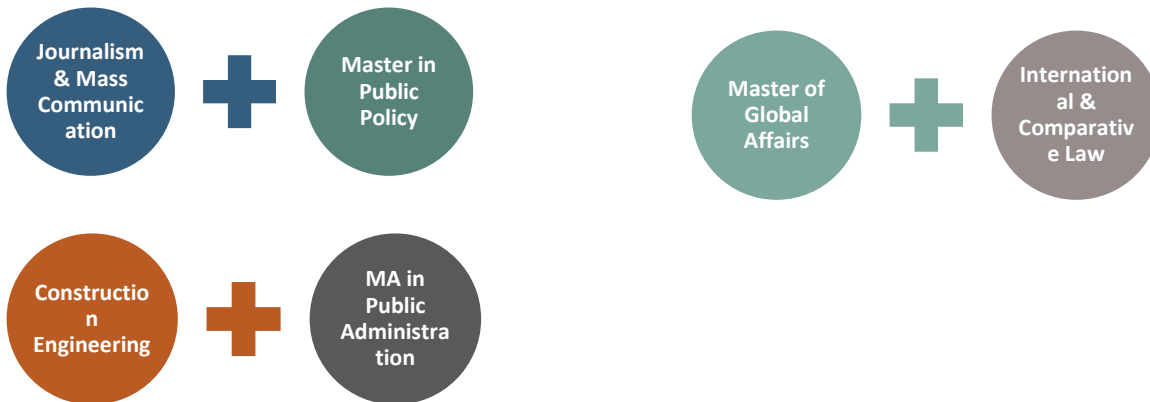 Journalism
& Mass
Communic
ation
Master in
Public
Policy
Master of
Global
Affairs
Internation
al &
Comparativ
e Law
Constructio
n
Engineering
MA in
Public
Administra
tion